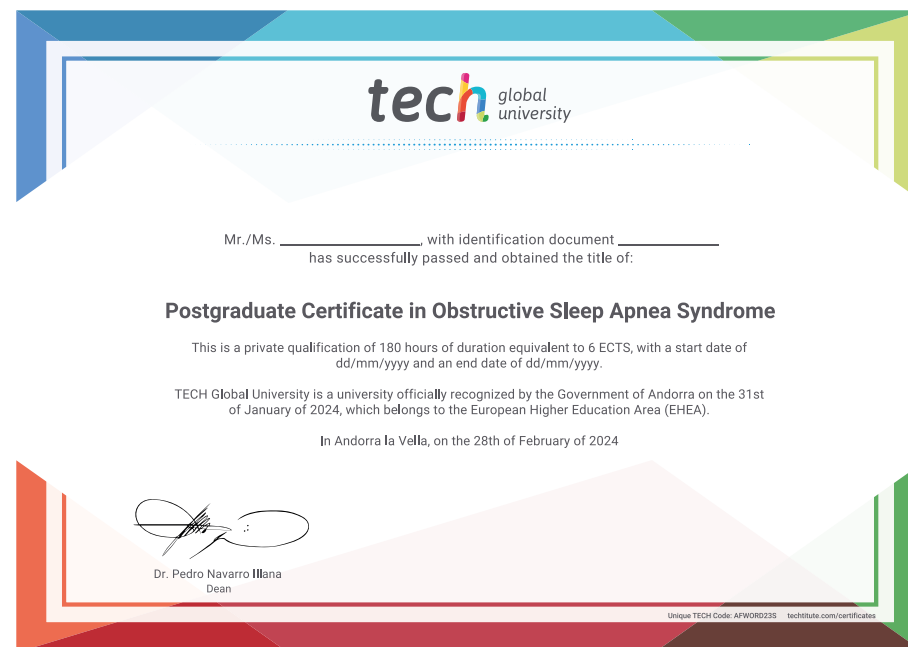 tech global
university
Mr./Ms. ____________, with identification document ____________
has successfully passed and obtained the title of:
Postgraduate Certificate in Obstructive Sleep Apnea Syndrome
This is a private qualification of 180 hours of duration equivalent to 6 ECTS, with a start date of
dd/mm/yyyy and an end date of dd/mm/yyyy.
TECH Global University is a university officially recognized by the Government of Andorra on the 31st
of January of 2024, which belongs to the European Higher Education Area (EHEA).
In Andorra la Vella, on the 28th of February of 2024
Dr. Pedro Navarro Illana
Dean
Unique TECH Code: AFWORD23S techtitute.com/certificates